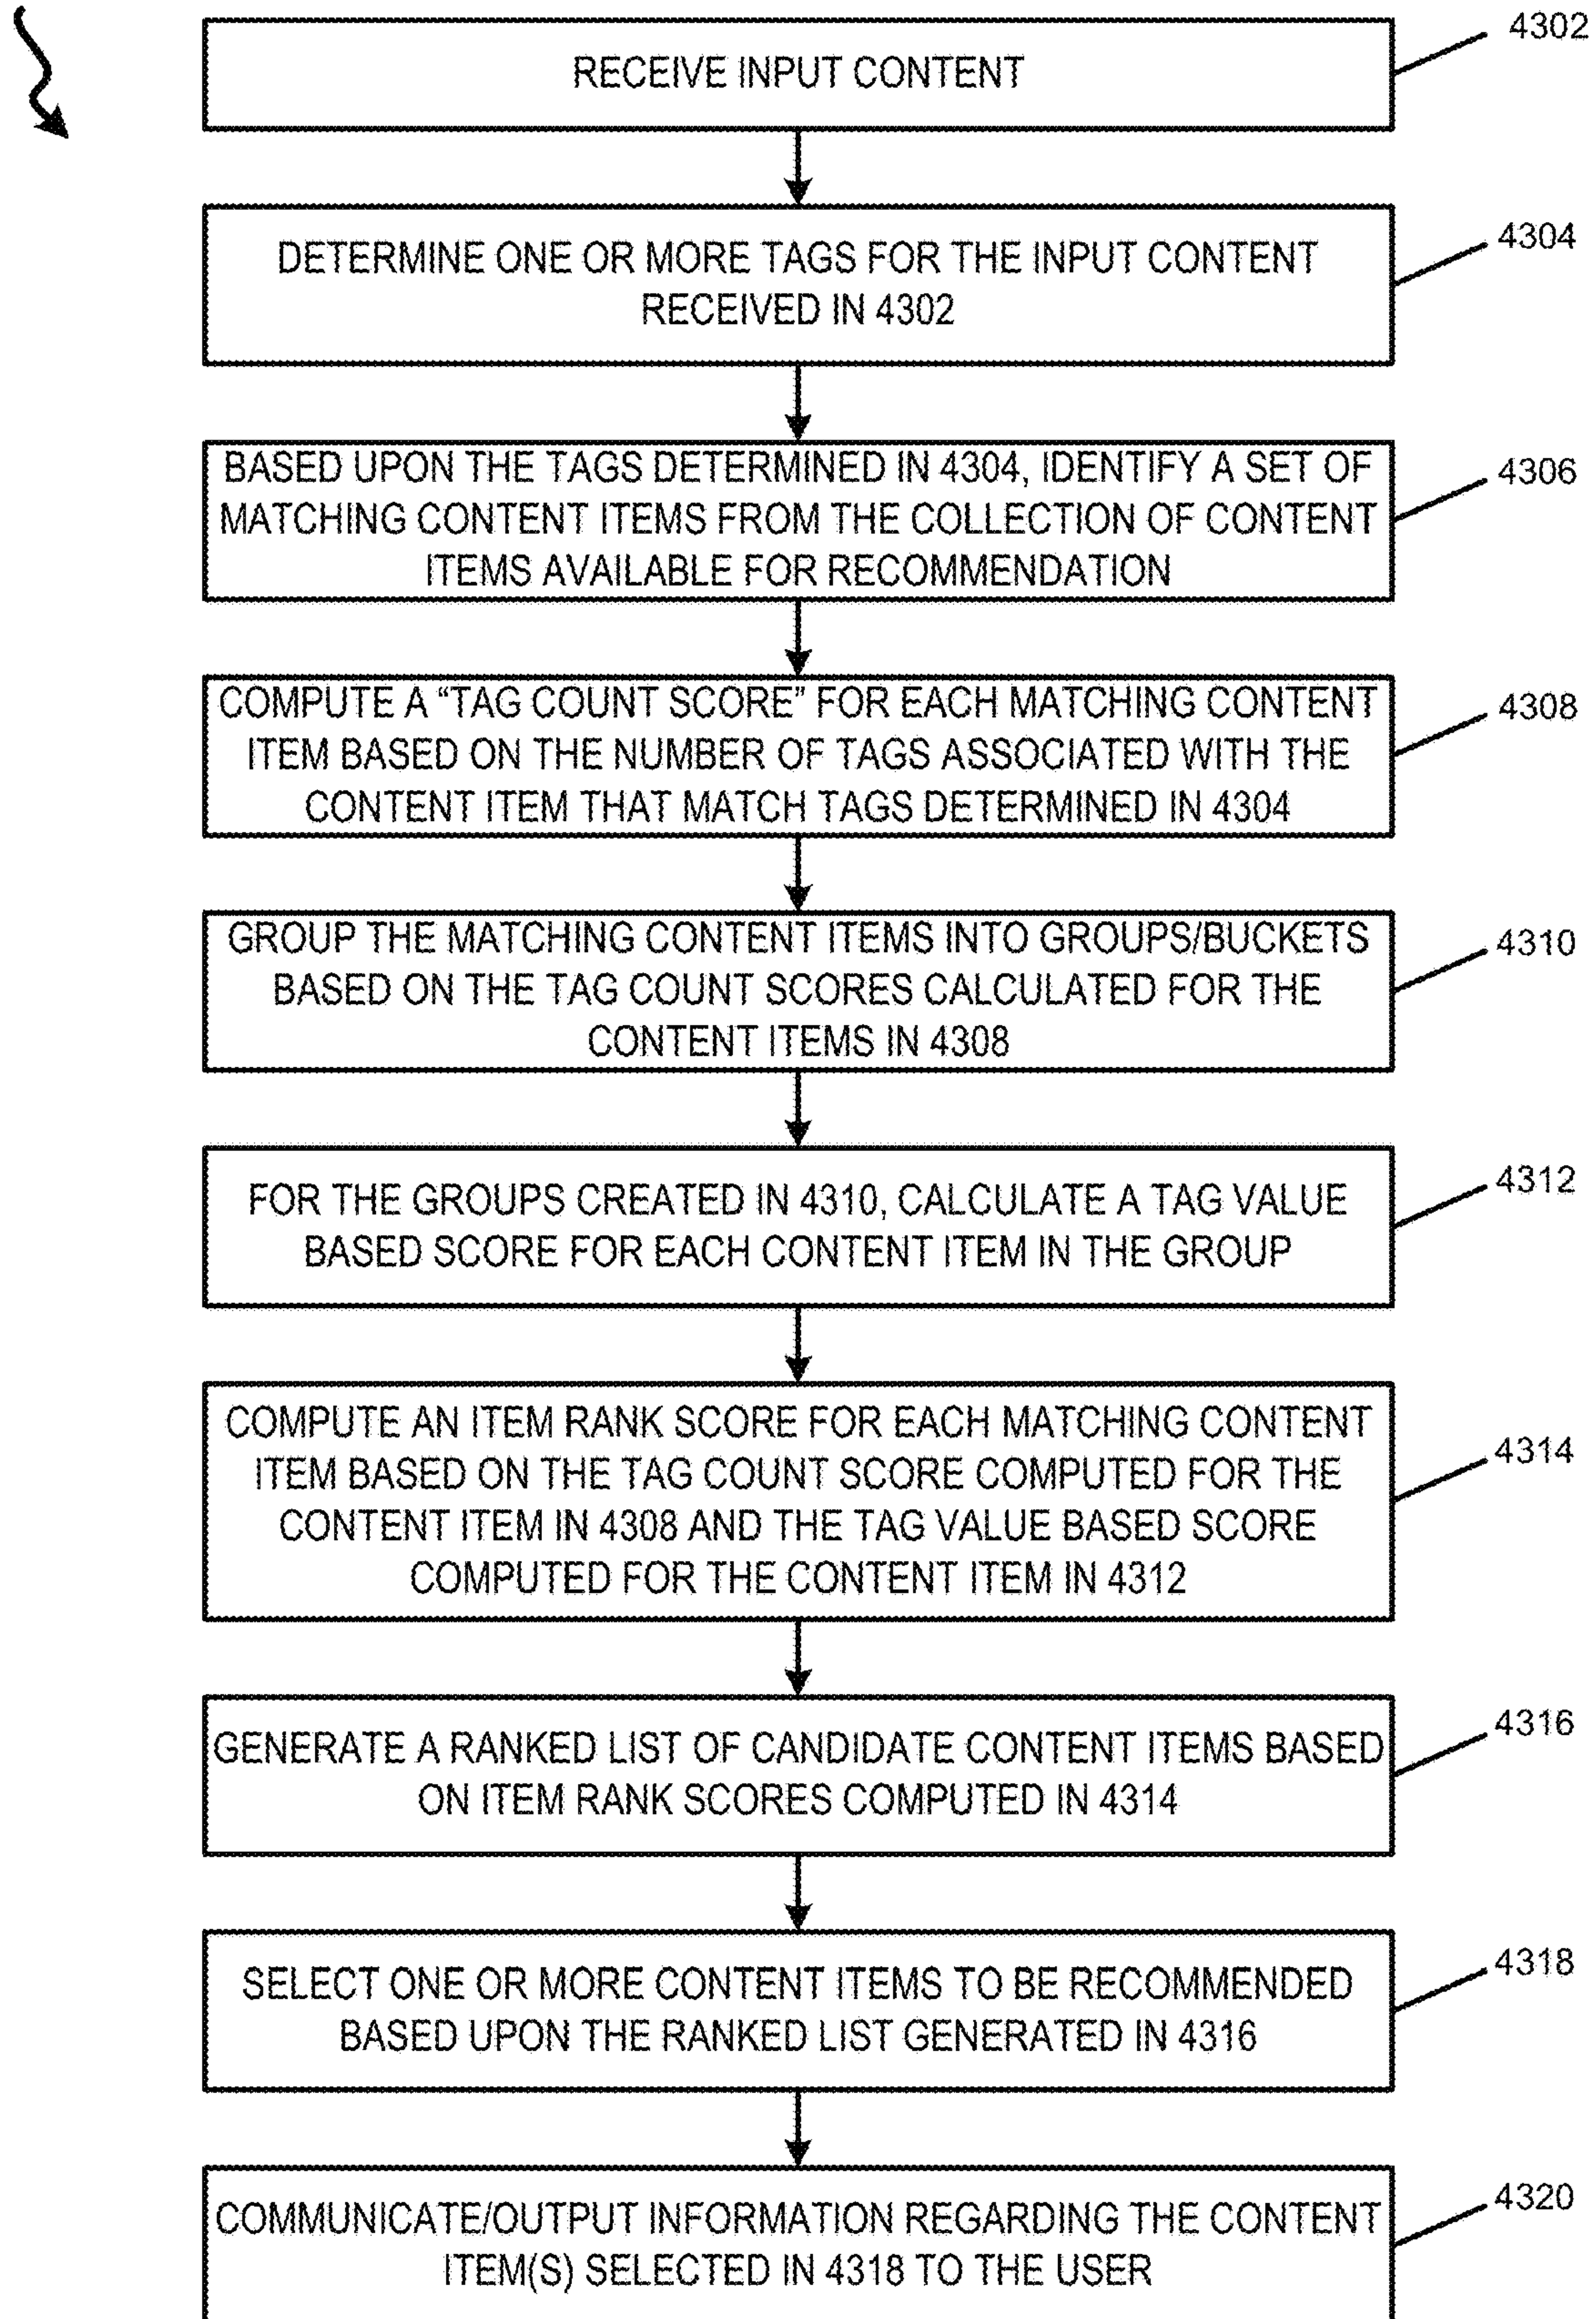 RECEIVE INPUT CONTENT
4302
DETERMINE ONE OR MORE TAGS FOR THE INPUT CONTENT
RECEIVED IN 4302
4304
BASED UPON THE TAGS DETERMINED IN 4304, IDENTIFY A SET OF
MATCHING CONTENT ITEMS FROM THE COLLECTION OF CONTENT
ITEMS AVAILABLE FOR RECOMMENDATION
4306
COMPUTE A “TAG COUNT SCORE” FOR EACH MATCHING CONTENT
ITEM BASED ON THE NUMBER OF TAGS ASSOCIATED WITH THE
CONTENT ITEM THAT MATCH TAGS DETERMINED IN 4304
4308
GROUP THE MATCHING CONTENT ITEMS INTO GROUPS/BUCKETS
BASED ON THE TAG COUNT SCORES CALCULATED FOR THE
CONTENT ITEMS IN 4308
4310
FOR THE GROUPS CREATED IN 4310, CALCULATE A TAG VALUE
BASED SCORE FOR EACH CONTENT ITEM IN THE GROUP
4312
COMPUTE AN ITEM RANK SCORE FOR EACH MATCHING CONTENT
ITEM BASED ON THE TAG COUNT SCORE COMPUTED FOR THE
CONTENT ITEM IN 4308 AND THE TAG VALUE BASED SCORE
COMPUTED FOR THE CONTENT ITEM IN 4312
4314
GENERATE A RANKED LIST OF CANDIDATE CONTENT ITEMS BASED
ON ITEM RANK SCORES COMPUTED IN 4314
4316
SELECT ONE OR MORE CONTENT ITEMS TO BE RECOMMENDED
BASED UPON THE RANKED LIST GENERATED IN 4316
4318
COMMUNICATE/OUTPUT INFORMATION REGARDING THE CONTENT
ITEM(S) SELECTED IN 4318 TO THE USER
4320